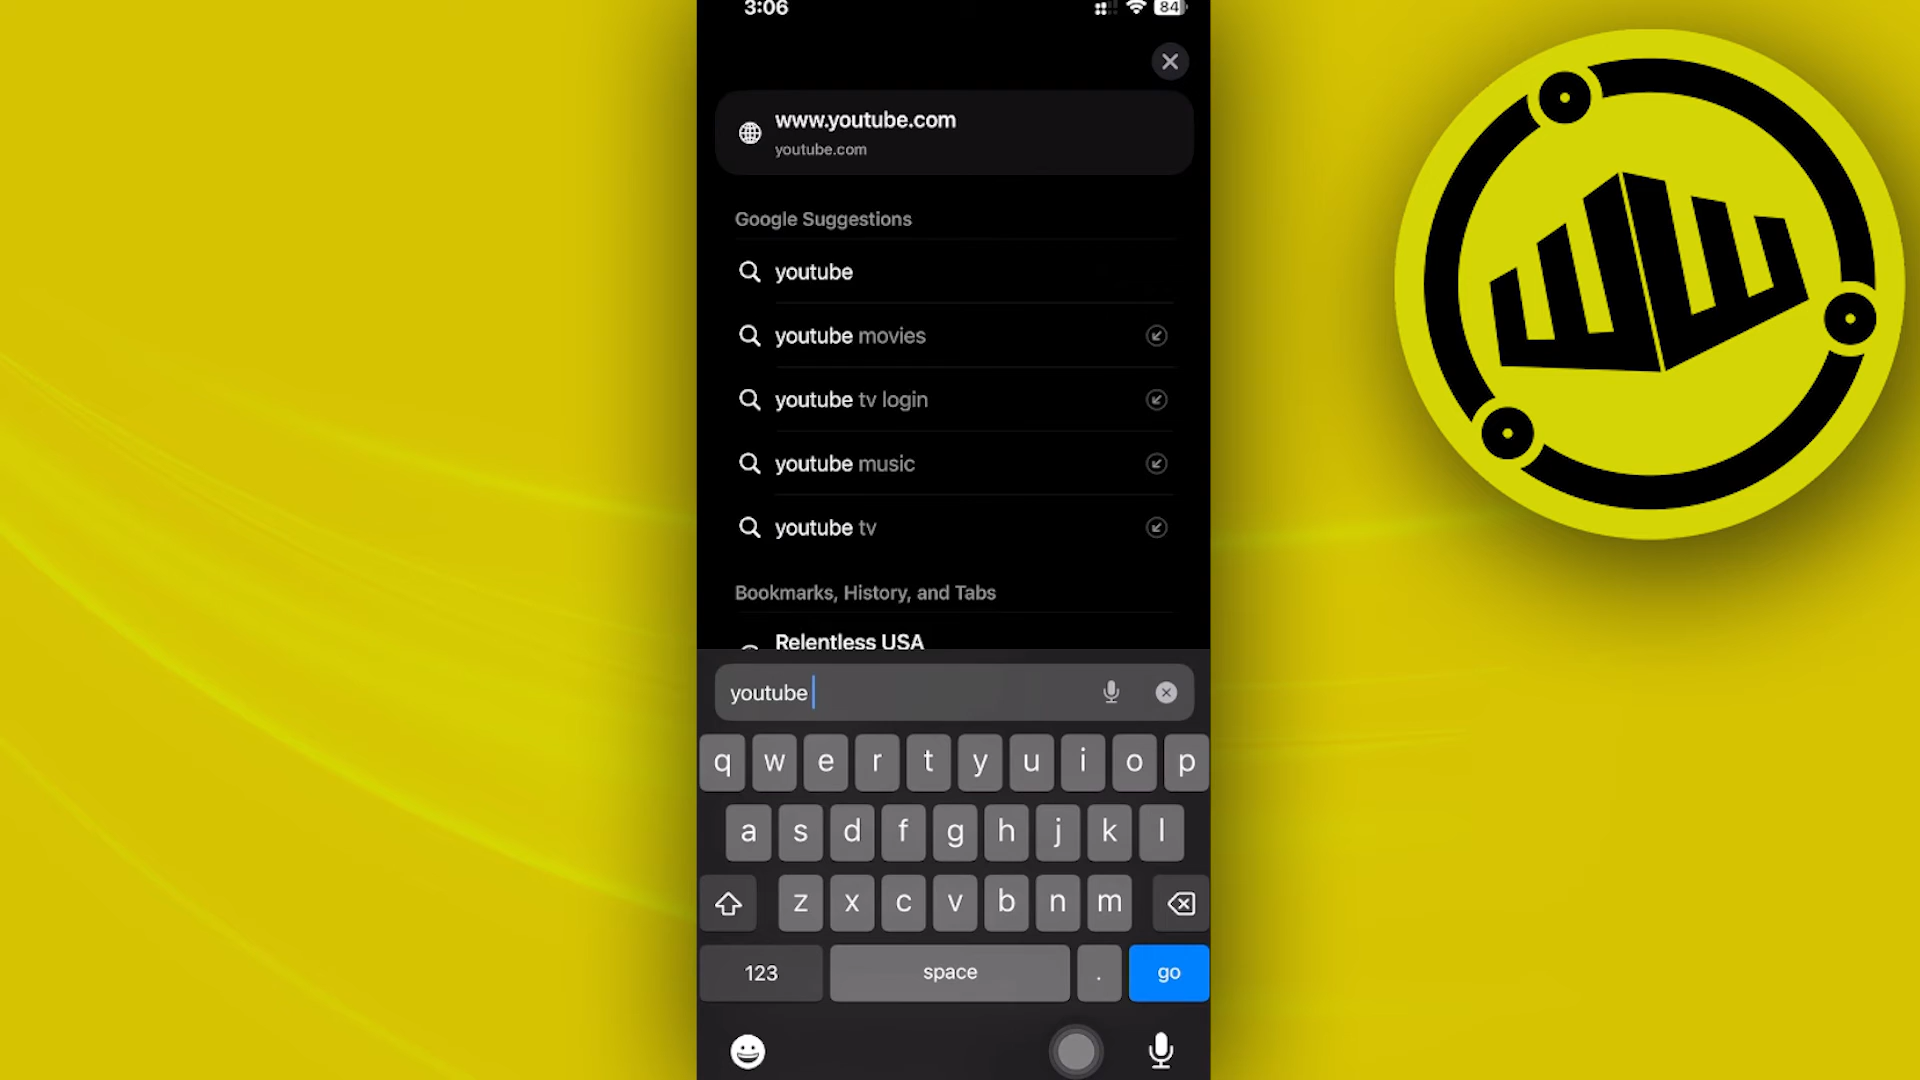 3:06
84
www.youtube.com
youtube.com
Google Suggestions
youtube
youtube movies
youtube tv login
youtube music
youtube tv
Bookmarks, History, and Tabs
Relentless USA
youtube
q w e r t y u i o p
a s d f g h j k l
z x c v b n m
123 space . go